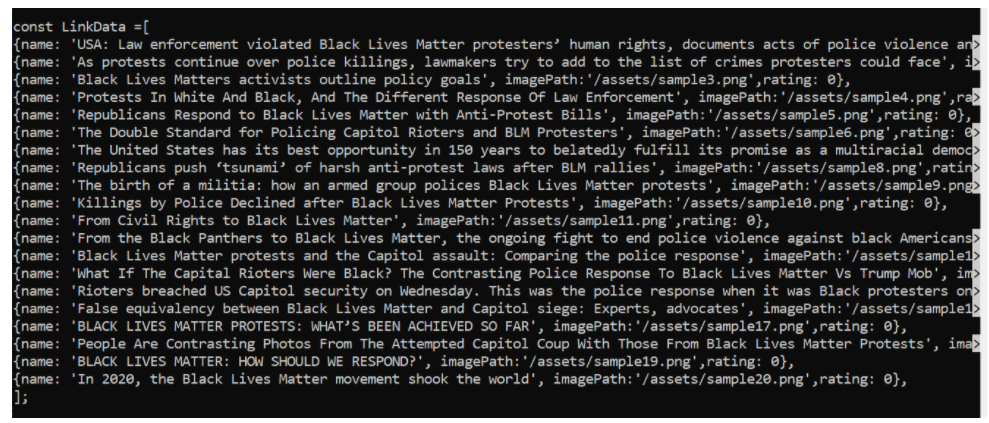 const LinkData =[
{name: 'USA: Law enforcement violated Black Lives Matter protesters’ human rights, documents acts of police violence an>
{name: 'As protests continue over police killings, lawmakers try to add to the list of crimes protesters could face', i>
{name: 'Black Lives Matters activists outline policy goals', imagePath:'/assets/sample3.png',rating: 0},
{name: 'Protests In White And Black, And The Different Response Of Law Enforcement', imagePath:'/assets/sample4.png',ra>
{name: 'Republicans Respond to Black Lives Matter with Anti-Protest Bills', imagePath:'/assets/sample5.png',rating: 0},
{name: 'The Double Standard for Policing Capitol Rioters and BLM Protesters', imagePath:'/assets/sample6.png',rating: 0>
{name: 'The United States has its best opportunity in 150 years to belatedly fulfill its promise as a multiracial democ>
{name: 'Republicans push ‘tsunami’ of harsh anti-protest laws after BLM rallies', imagePath:'/assets/sample8.png',ratin>
{name: 'The birth of a militia: how an armed group polices Black Lives Matter protests', imagePath:'/assets/sample9.png>
{name: 'Killings by Police Declined after Black Lives Matter Protests', imagePath:'/assets/sample10.png',rating: 0},
{name: 'From Civil Rights to Black Lives Matter', imagePath:'/assets/sample11.png',rating: 0},
{name: 'From the Black Panthers to Black Lives Matter, the ongoing fight to end police violence against black Americans>
{name: 'Black Lives Matter protests and the Capitol assault: Comparing the police response', imagePath:'/assets/sample1>
{name: 'What If The Capital Rioters Were Black? The Contrasting Police Response To Black Lives Matter Vs Trump Mob', im>
{name: 'Rioters breached US Capitol security on Wednesday. This was the police response when it was Black protesters on>
{name: 'False equivalency between Black Lives Matter and Capitol siege: Experts, advocates', imagePath:'/assets/sample1>
{name: 'BLACK LIVES MATTER PROTESTS: WHAT’S BEEN ACHIEVED SO FAR', imagePath:'/assets/sample17.png',rating: 0},
{name: 'People Are Contrasting Photos From The Attempted Capitol Coup With Those From Black Lives Matter Protests', ima>
{name: 'BLACK LIVES MATTER: HOW SHOULD WE RESPOND?', imagePath:'/assets/sample19.png',rating: 0},
{name: 'In 2020, the Black Lives Matter movement shook the world', imagePath:'/assets/sample20.png',rating: 0},
];